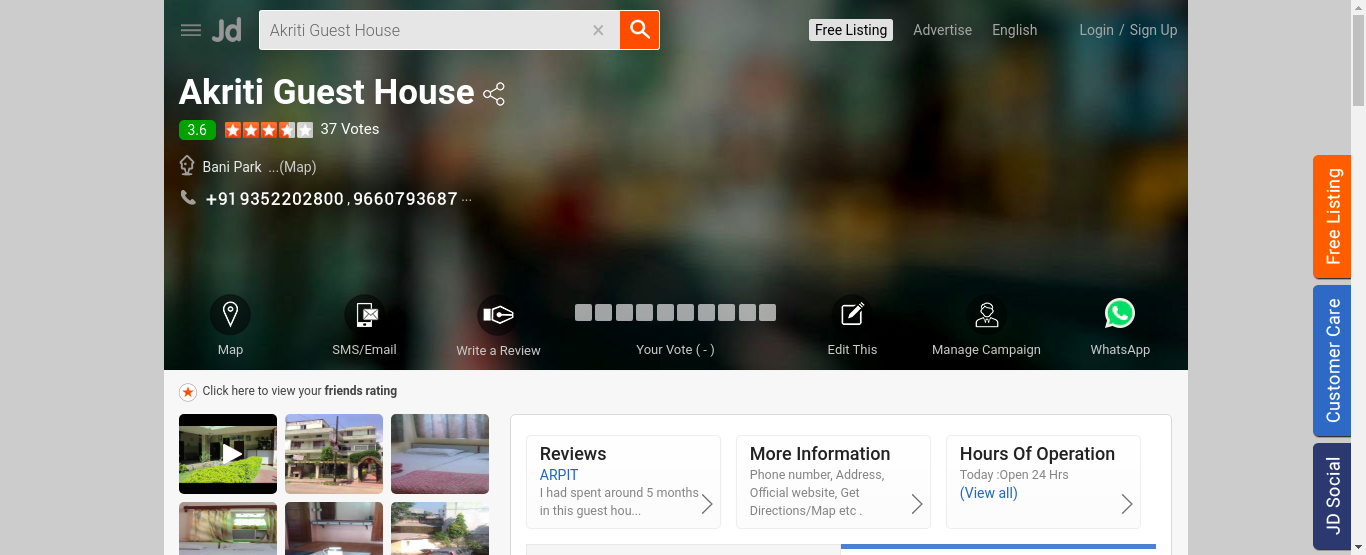 Jd
Akriti Guest House
Free Listing
Advertise
English
Login / Sign Up
Akriti Guest House
3.6
37 Votes
Bani Park ...(Map)
+919352202800 , 9660793687 ...
Map
SMS/Email
Write a Review
Your Vote ( - )
Edit This
Manage Campaign
WhatsApp
Click here to view your friends rating
Reviews
ARPIT
I had spent around 5 months
in this guest hou...
More Information
Phone number, Address,
Official website, Get
Directions/Map etc .
Hours Of Operation
Today :Open 24 Hrs
(View all)
Free Listing
Customer Care
JD Social